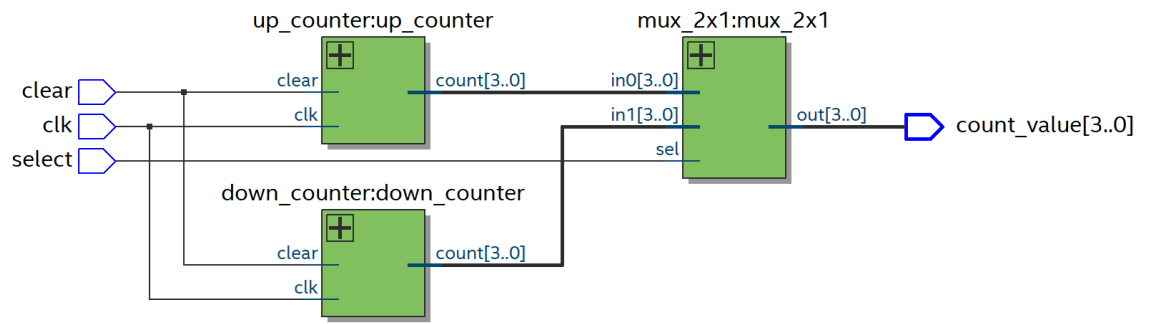 up_counter:up_counter
mux_2x1:mux_2x1
clear
clear
count[3..0]
in0[3..0]
clk
clk
in1[3..0]
out[3..0]
count_value[3..0]
select
sel
down_counter:down_counter
clear
count[3..0]
clk